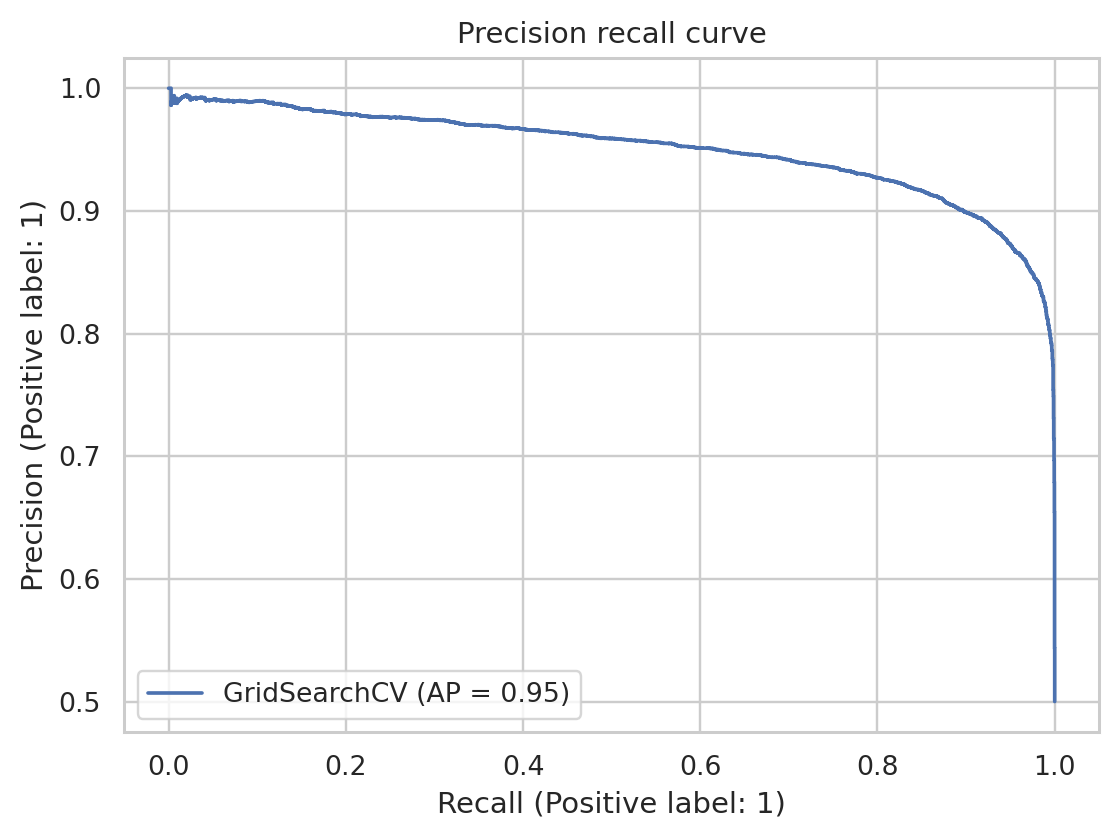 Precision recall curve
1.0
0.9
0.8
0.7
0.6
0.5
Precision (Positive label: 1)
GridSearchCV (AP = 0.95)
0.0 0.2 0.4 0.6 0.8 1.0
Recall (Positive label: 1)